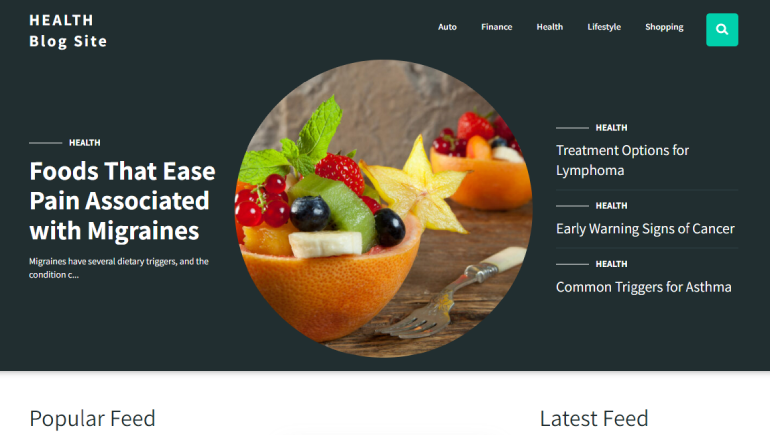 HEALTH
Blog Site
Auto Finance Health Lifestyle Shopping
HEALTH
Foods That Ease
Pain Associated
with Migraines
Migraines have several dietary triggers, and the
condition c...
HEALTH
Treatment Options for
Lymphoma
HEALTH
Early Warning Signs of Cancer
HEALTH
Common Triggers for Asthma
Popular Feed
Latest Feed